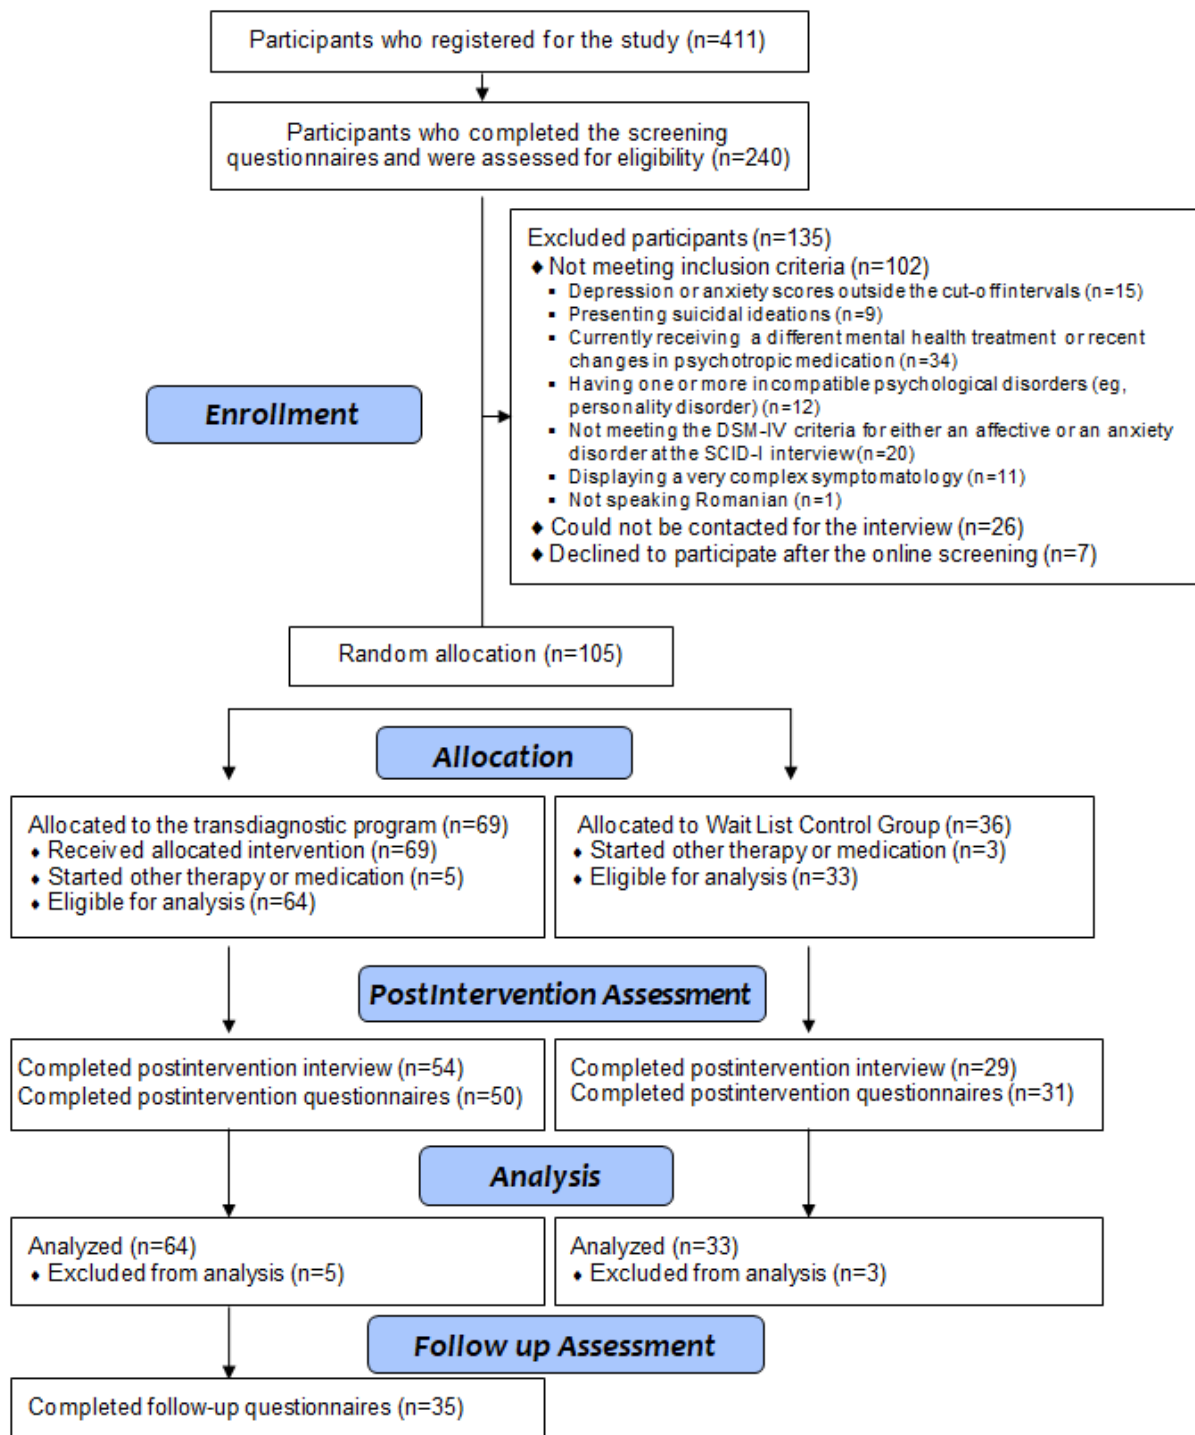 Participants who registered for the study (n=411)
Participants who completed the screening
questionnaires and were assessed for eligibility (n=240)
Excluded participants (n=135)
♦ Not meeting inclusion criteria (n=102)
▪ Depression or anxiety scores outside the cut-off intervals (n=15)
▪ Presenting suicidal ideations (n=9)
▪ Currently receiving a different mental health treatment or recent
changes in psychotropic medication (n=34)
▪ Having one or more incompatible psychological disorders (eg,
personality disorder) (n=12)
▪ Not meeting the DSM-IV criteria for either an affective or an anxiety
disorder at the SCID-I interview (n=20)
▪ Displaying a very complex symptomatology (n=11)
▪ Not speaking Romanian (n=1)
♦ Could not be contacted for the interview (n=26)
♦ Declined to participate after the online screening (n=7)
Enrollment
Random allocation (n=105)
Allocation
Allocated to the transdiagnostic program (n=69)
♦ Received allocated intervention (n=69)
♦ Started other therapy or medication (n=5)
♦ Eligible for analysis (n=64)
Allocated to Wait List Control Group (n=36)
♦ Started other therapy or medication (n=3)
♦ Eligible for analysis (n=33)
PostIntervention Assessment
Completed postintervention interview (n=54)
Completed postintervention questionnaires (n=50)
Completed postintervention interview (n=29)
Completed postintervention questionnaires (n=31)
Analysis
Analyzed (n=64)
♦ Excluded from analysis (n=5)
Analyzed (n=33)
♦ Excluded from analysis (n=3)
Follow up Assessment
Completed follow-up questionnaires (n=35)